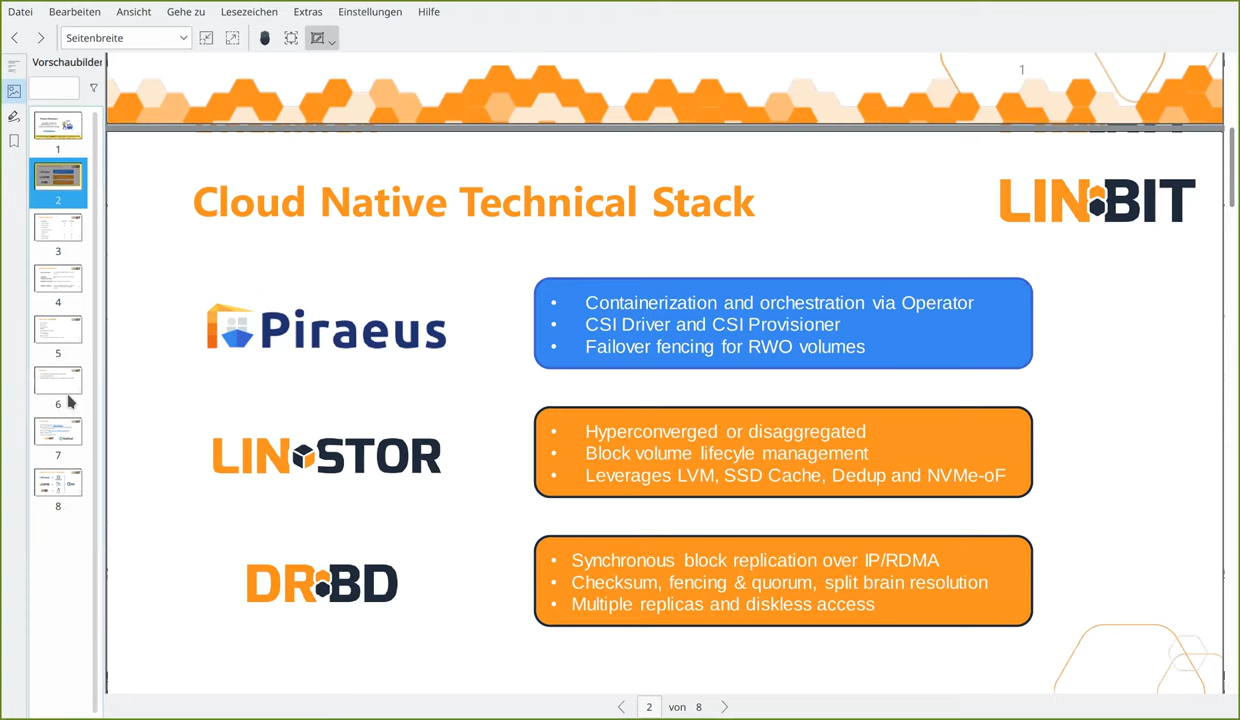 Datei Bearbeiten Ansicht Gehe zu Lesezeichen Extras Einstellungen Hilfe
Seitenbreite
Vorschaubilder
1
2
3
4
5
6
7
8
1
Cloud Native Technical Stack
LINBIT
Piraeus
• Containerization and orchestration via Operator
• CSI Driver and CSI Provisioner
• Failover fencing for RWO volumes
LINSTOR
• Hyperconverged or disaggregated
• Block volume lifecyle management
• Leverages LVM, SSD Cache, Dedup and NVMe-oF
DRBD
• Synchronous block replication over IP/RDMA
• Checksum, fencing & quorum, split brain resolution
• Multiple replicas and diskless access
2 von 8